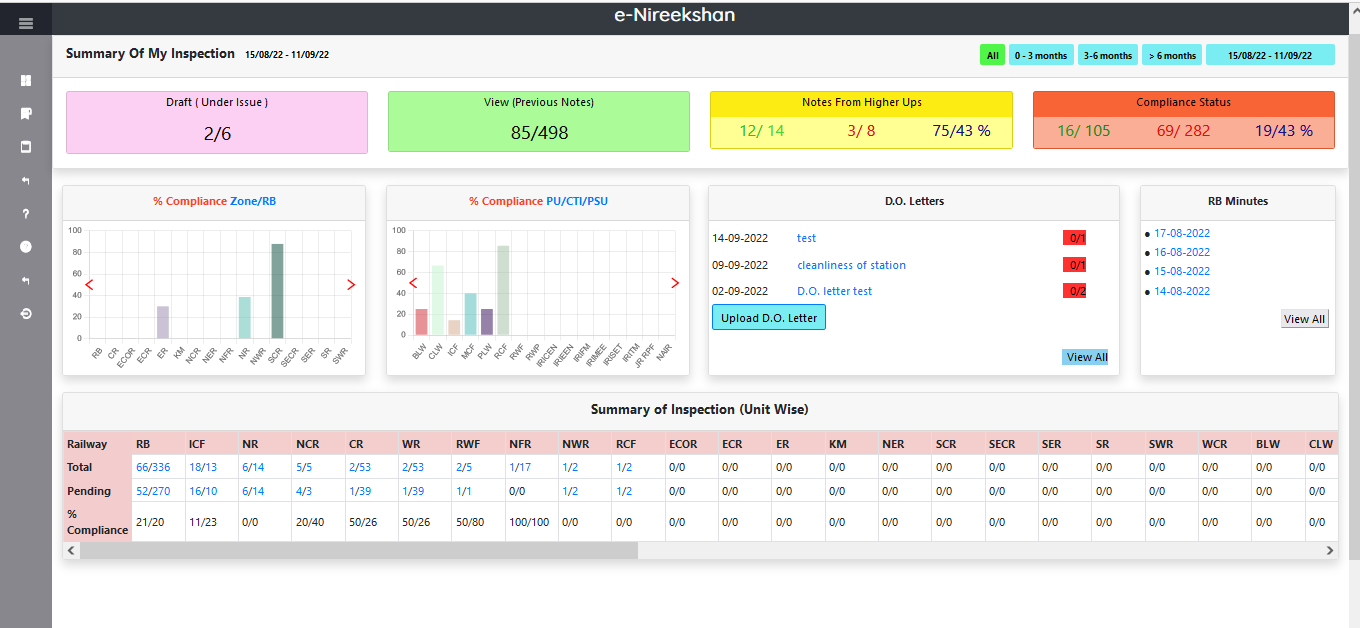 e-Nireekshan
Summary Of My Inspection 15/08/22 - 11/09/22
All 0 - 3 months 3-6 months > 6 months 15/08/22 - 11/09/22
Draft ( Under Issue )
2/6
View (Previous Notes)
85/498
Notes From Higher Ups
12/ 14 3/ 8 75/43 %
Compliance Status
16/ 105 69/ 282 19/43 %
% Compliance Zone/RB
100
80
60
40
20
0
RB CR ECOR ECR ER KM NCR NER NFR NR NWR SCR SECR SER SR SWR
% Compliance PU/CTI/PSU
100
80
60
40
20
0
BLW CLW ICF MCF PLW RCF RWF RWP IRICEN IRIEEN IRIFM IRIMEE IRISET IRITM JR RPF NAIR
D.O. Letters
14-09-2022 test 0/1
09-09-2022 cleanliness of station 0/1
02-09-2022 D.O. letter test 0/2
Upload D.O. Letter
View All
RB Minutes
17-08-2022
16-08-2022
15-08-2022
14-08-2022
View All
Summary of Inspection (Unit Wise)
Railway RB ICF NR NCR CR WR RWF NFR NWR RCF ECOR ECR ER KM NER SCR SECR SER SR SWR WCR BLW CLW
Total 66/336 18/13 6/14 5/5 2/53 2/53 2/5 1/17 1/2 1/2 0/0 0/0 0/0 0/0 0/0 0/0 0/0 0/0 0/0 0/0 0/0 0/0 0/0
Pending 52/270 16/10 6/14 4/3 1/39 1/39 1/1 0/0 1/2 1/2 0/0 0/0 0/0 0/0 0/0 0/0 0/0 0/0 0/0 0/0 0/0 0/0 0/0
%
Compliance 21/20 11/23 0/0 20/40 50/26 50/26 50/80 100/100 0/0 0/0 0/0 0/0 0/0 0/0 0/0 0/0 0/0 0/0 0/0 0/0 0/0 0/0 0/0